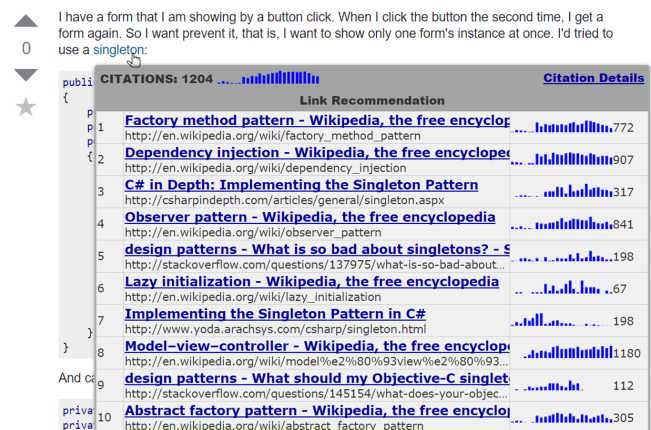 I have a form that I am showing by a button click. When I click the button the second time, I get a
form again. So I want prevent it, that is, I want to show only one form's instance at once. I'd tried to
0
use a singleton:
publi
CITATIONS: 1204
Citation Details
{
Link Recommendation
1
Factory method pattern - Wikipedia, the free encyclop
http://en.wikipedia.org/wiki/factory_method_pattern
772
2
Dependency injection - Wikipedia, the free encycloped
http://en.wikipedia.org/wiki/dependency_injection
907
{
3
C# in Depth: Implementing the Singleton Pattern
http://csharpindepth.com/articles/general/singleton.aspx
317
4
Observer pattern - Wikipedia, the free encyclopedia
http://en.wikipedia.org/wiki/observer_pattern
841
5
design patterns - What is so bad about singletons? - S
http://stackoverflow.com/questions/137975/what-is-so-bad-about...
198
6
Lazy initialization - Wikipedia, the free encyclopedia
http://en.wikipedia.org/wiki/lazy_initialization
67
7
Implementing the Singleton Pattern in C#
http://www.yoda.arachsys.com/csharp/singleton.html
198
}
}
8
Model−view−controller - Wikipedia, the free encyclope
http://en.wikipedia.org/wiki/model%e2%80%93view%e2%80%93...
1180
And ca
9
design patterns - What should my Objective-C singlet
http://stackoverflow.com/questions/145154/what-does-your-objec...
112
privat
10
Abstract factory pattern - Wikipedia, the free encyclo
http://en.wikipedia.org/wiki/abstract_factory_pattern
305
privat